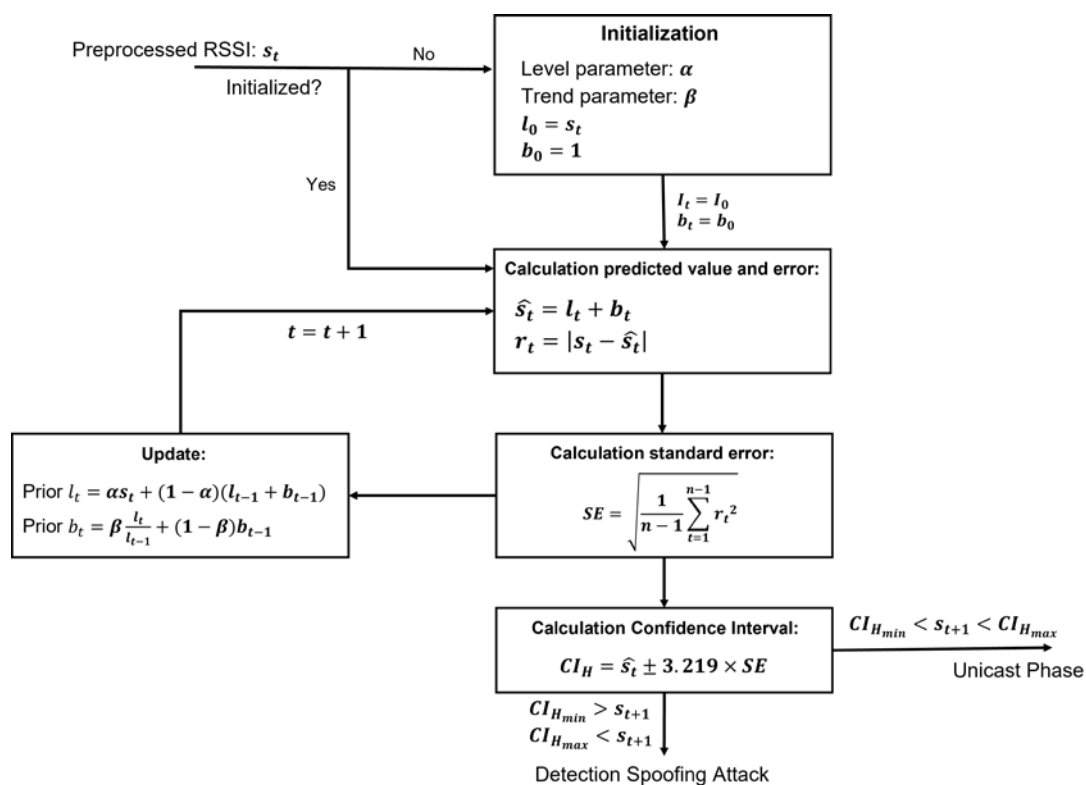 Preprocessed RSSI: s_t
Initialized?
No
Yes
Initialization
Level parameter: α
Trend parameter: β
l_0 = s_t
b_0 = 1
I_t = I_0
b_t = b_0
Calculation predicted value and error:
ŝ_t = l_t + b_t
r_t = |s_t − ŝ_t|
t = t + 1
Update:
Prior l_t = αs_t + (1 − α)(l_{t−1} + b_{t−1})
Prior b_t = β l_t/l_{t−1} + (1 − β)b_{t−1}
Calculation standard error:
SE = √(1/(n − 1) ∑_{t=1}^{n−1} r_t²)
Calculation Confidence Interval:
CI_H = ŝ_t ± 3.219 × SE
CI_{H_min} < s_{t+1} < CI_{H_max}
Unicast Phase
CI_{H_min} > s_{t+1}
CI_{H_max} < s_{t+1}
Detection Spoofing Attack